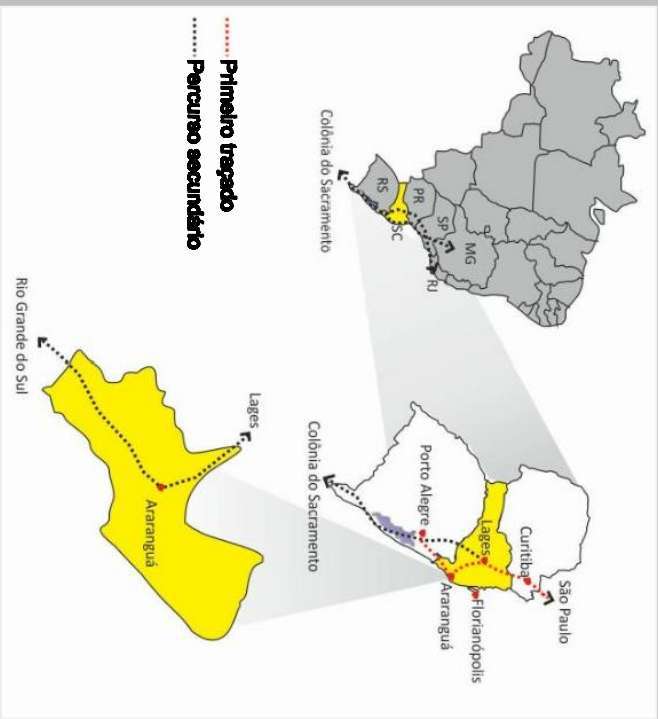 RS
PR
SC
SP
MG
RJ
Colônia do Sacramento
São Paulo
Curitiba
Lages
Florianópolis
Porto Alegre
Araranguá
Colônia do Sacramento
Lages
Araranguá
Rio Grande do Sul
Primeiro traçado
Percurso secundário